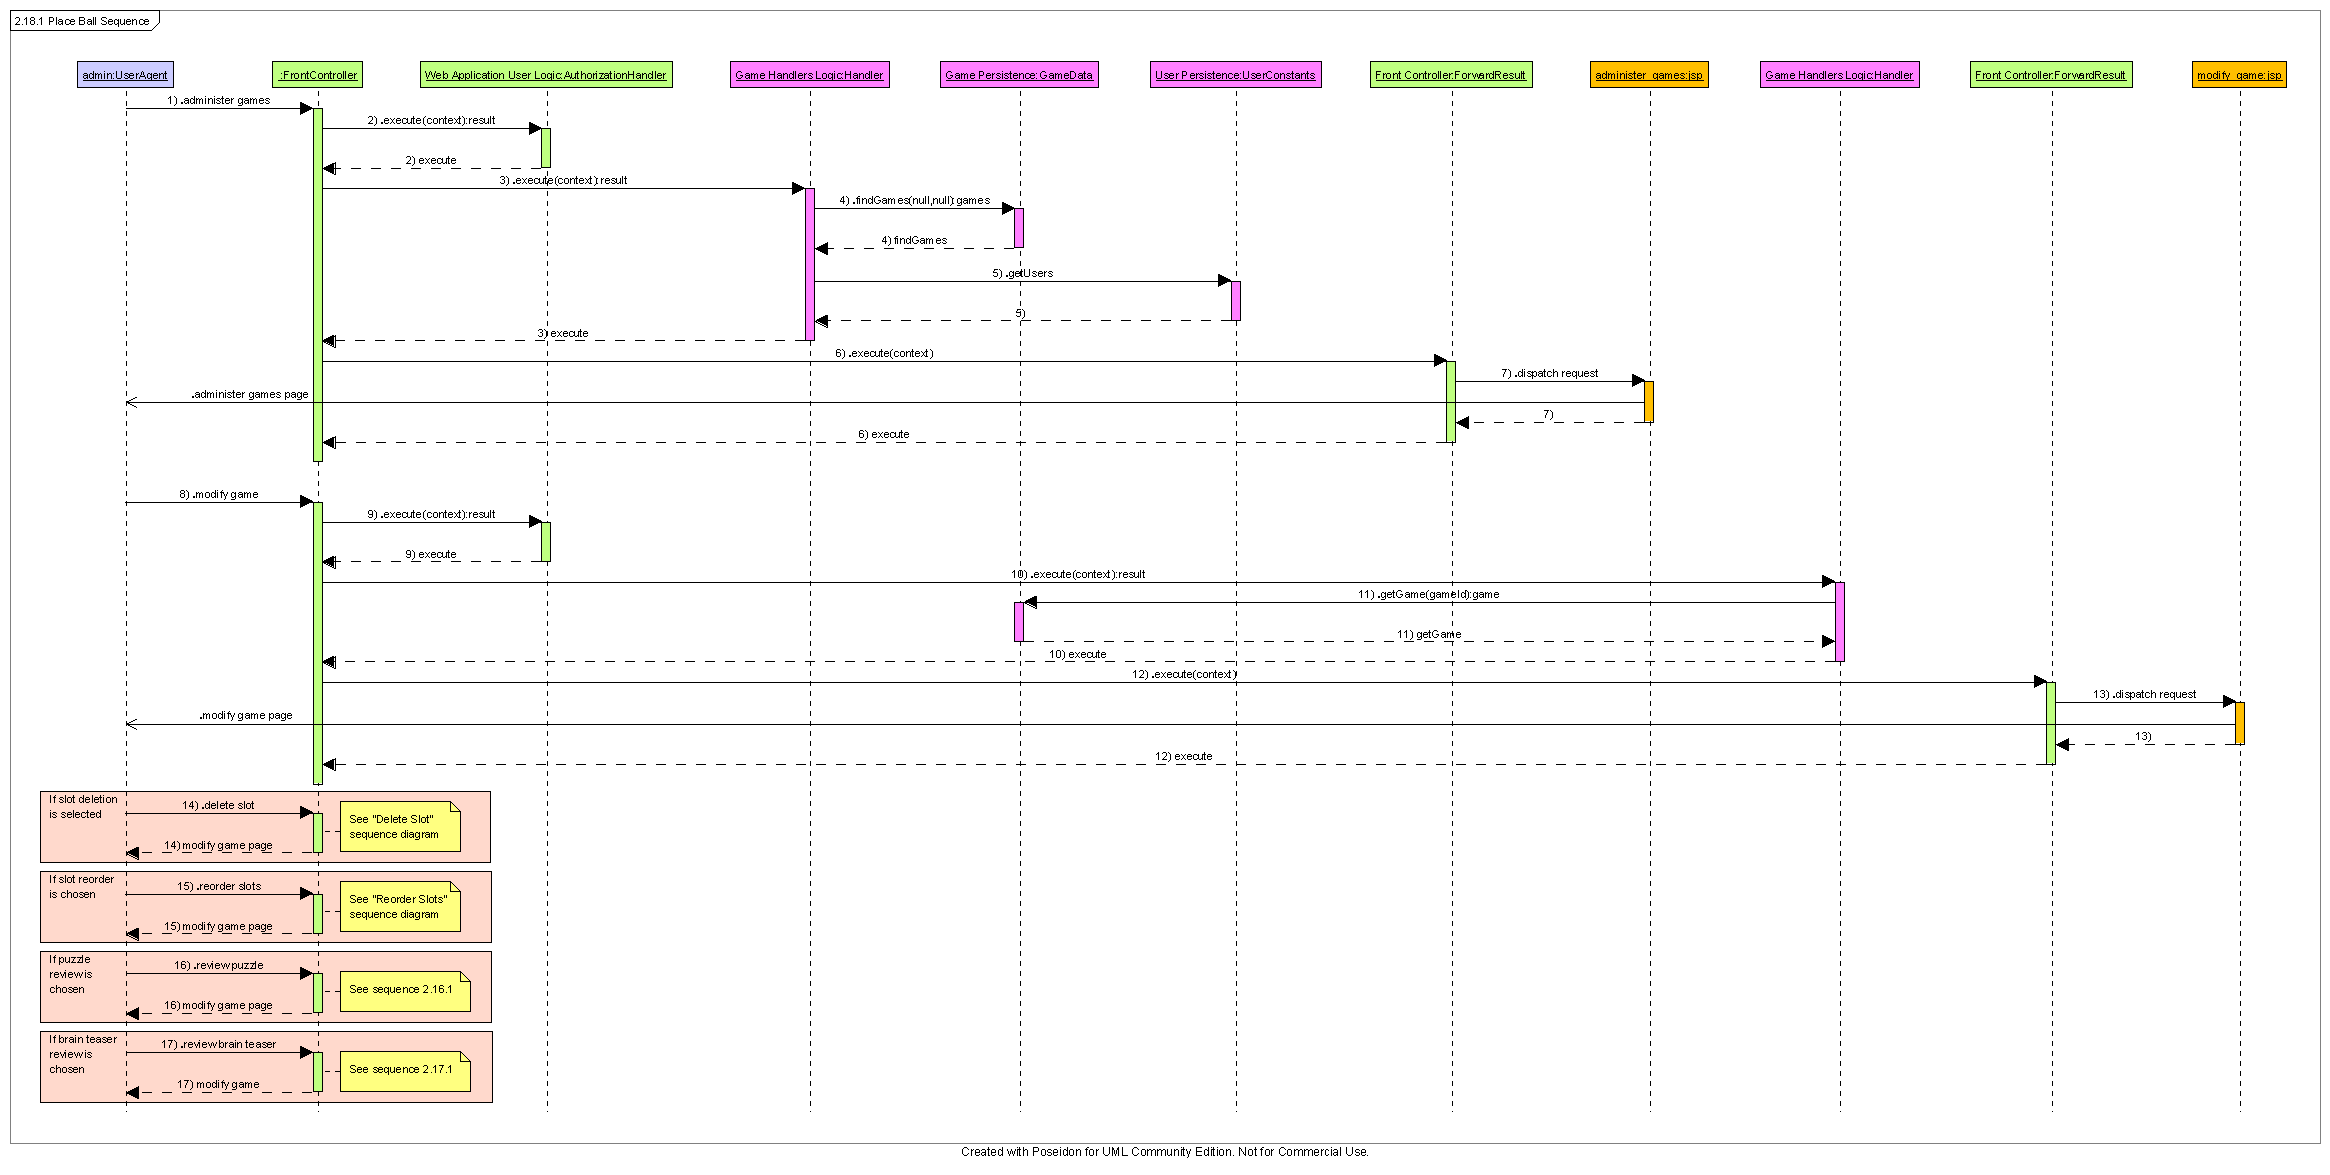 2.18.1 Place Ball Sequence
admin:UserAgent
:FrontController
Web Application User Logic:AuthorizationHandler
Game Handlers Logic:Handler
Game Persistence:GameData
User Persistence:UserConstants
Front Controller:ForwardResult
administer_games:jsp
Game Handlers Logic:Handler
Front Controller:ForwardResult
modify_game:jsp
1) .administer games
2) .execute(context):result
2) execute
3) .execute(context):result
4) .findGames(null,null):games
4) findGames
5) .getUsers
5)
3) execute
6) .execute(context)
7) .dispatch request
.administer games page
7)
6) execute
8) .modify game
9) .execute(context):result
9) execute
10) .execute(context):result
11) .getGame(gameId):game
11) getGame
10) execute
12) .execute(context)
13) .dispatch request
.modify game page
13)
12) execute
If slot deletion
is selected
14) .delete slot
See "Delete Slot"
sequence diagram
14) modify game page
If slot reorder
is chosen
15) .reorder slots
See "Reorder Slots"
sequence diagram
15) modify game page
If puzzle
review is
chosen
16) .review puzzle
See sequence 2.16.1
16) modify game page
If brain teaser
review is
chosen
17) .review brain teaser
See sequence 2.17.1
17) modify game
Created with Poseidon for UML Community Edition. Not for Commercial Use.